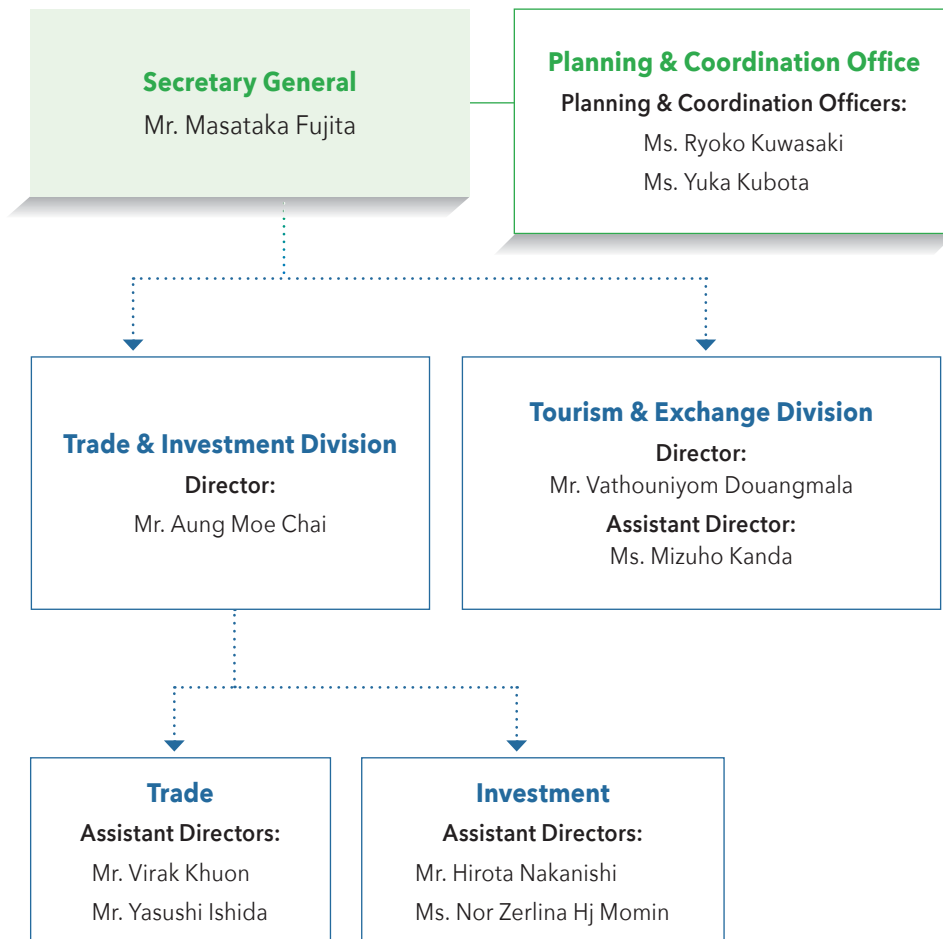 Secretary General
Mr. Masataka Fujita
Planning & Coordination Office
Planning & Coordination Officers:
Ms. Ryoko Kuwasaki
Ms. Yuka Kubota
Trade & Investment Division
Director:
Mr. Aung Moe Chai
Tourism & Exchange Division
Director:
Mr. Vathouniyom Douangmala
Assistant Director:
Ms. Mizuho Kanda
Trade
Assistant Directors:
Mr. Virak Khuon
Mr. Yasushi Ishida
Investment
Assistant Directors:
Mr. Hirota Nakanishi
Ms. Nor Zerlina Hj Momin